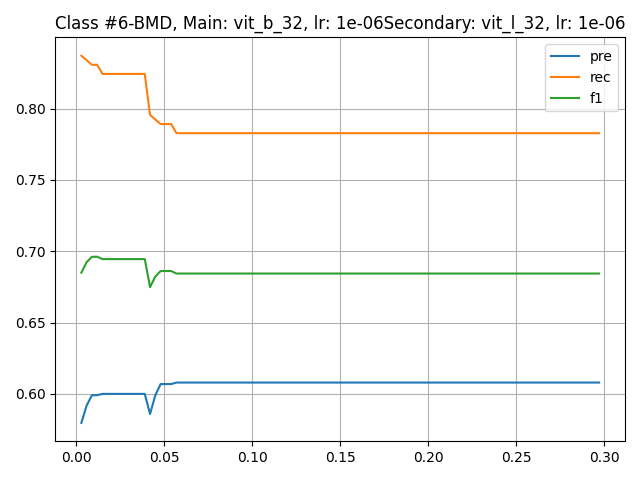 Class #6-BMD, Main: vit_b_32, lr: 1e-06Secondary: vit_l_32, lr: 1e-06
pre
rec
f1
0.80
0.75
0.70
0.65
0.60
0.00 0.05 0.10 0.15 0.20 0.25 0.30